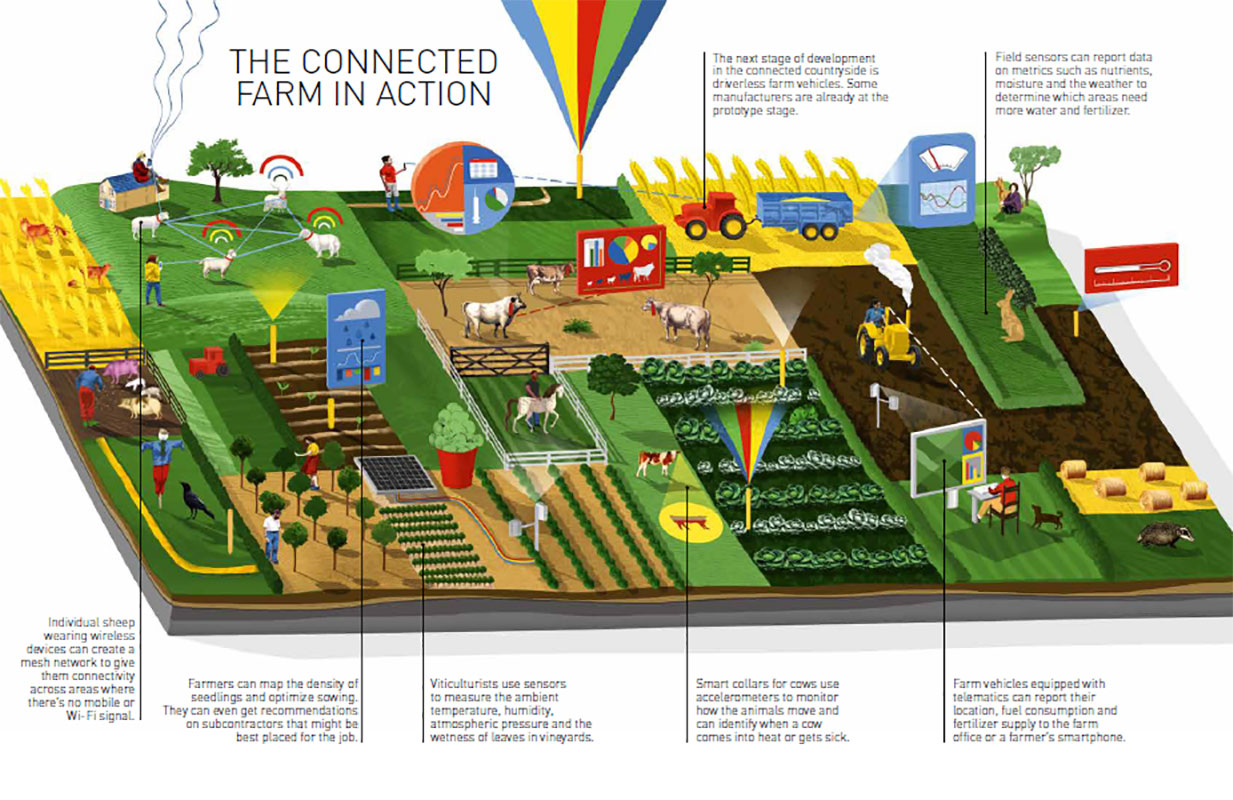 THE CONNECTED
FARM IN ACTION
The next stage of development
in the connected countryside is
driverless farm vehicles. Some
manufacturers are already at the
prototype stage.
Field sensors can report data
on metrics such as nutrients,
moisture and the weather to
determine which areas need
more water and fertilizer.
Individual sheep
wearing wireless
devices can create a
mesh network to give
them connectivity
across areas where
there's no mobile or
Wi-Fi signal.
Farmers can map the density of
seedlings and optimize sowing.
They can even get recommendations
on subcontractors that might be
best placed for the job.
Viticulturists use sensors
to measure the ambient
temperature, humidity,
atmospheric pressure and the
wetness of leaves in vineyards.
Smart collars for cows use
accelerometers to monitor
how the animals move and
can identify when a cow
comes into heat or gets sick.
Farm vehicles equipped with
telematics can report their
location, fuel consumption and
fertilizer supply to the farm
office or a farmer's smartphone.